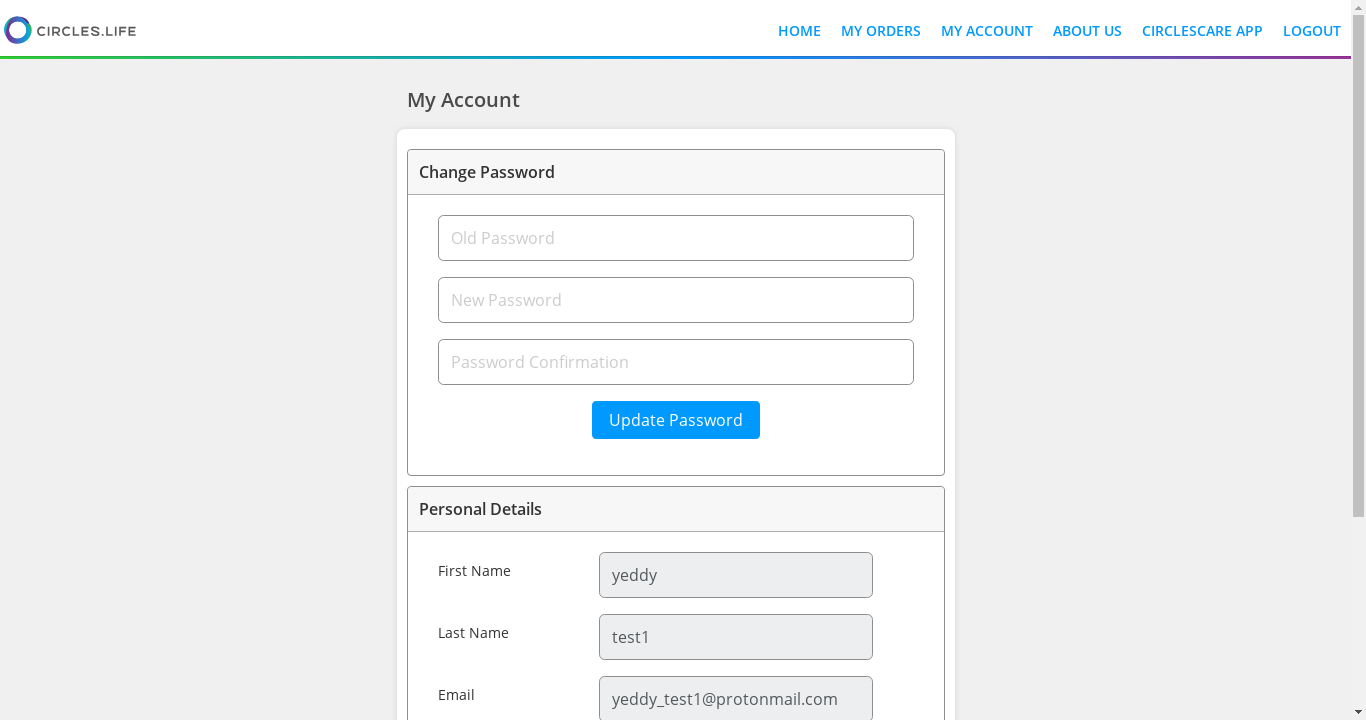 CIRCLES.LIFE
HOME MY ORDERS MY ACCOUNT ABOUT US CIRCLESCARE APP LOGOUT
My Account
Change Password
Old Password
New Password
Password Confirmation
Update Password
Personal Details
First Name yeddy
Last Name test1
Email yeddy_test1@protonmail.com